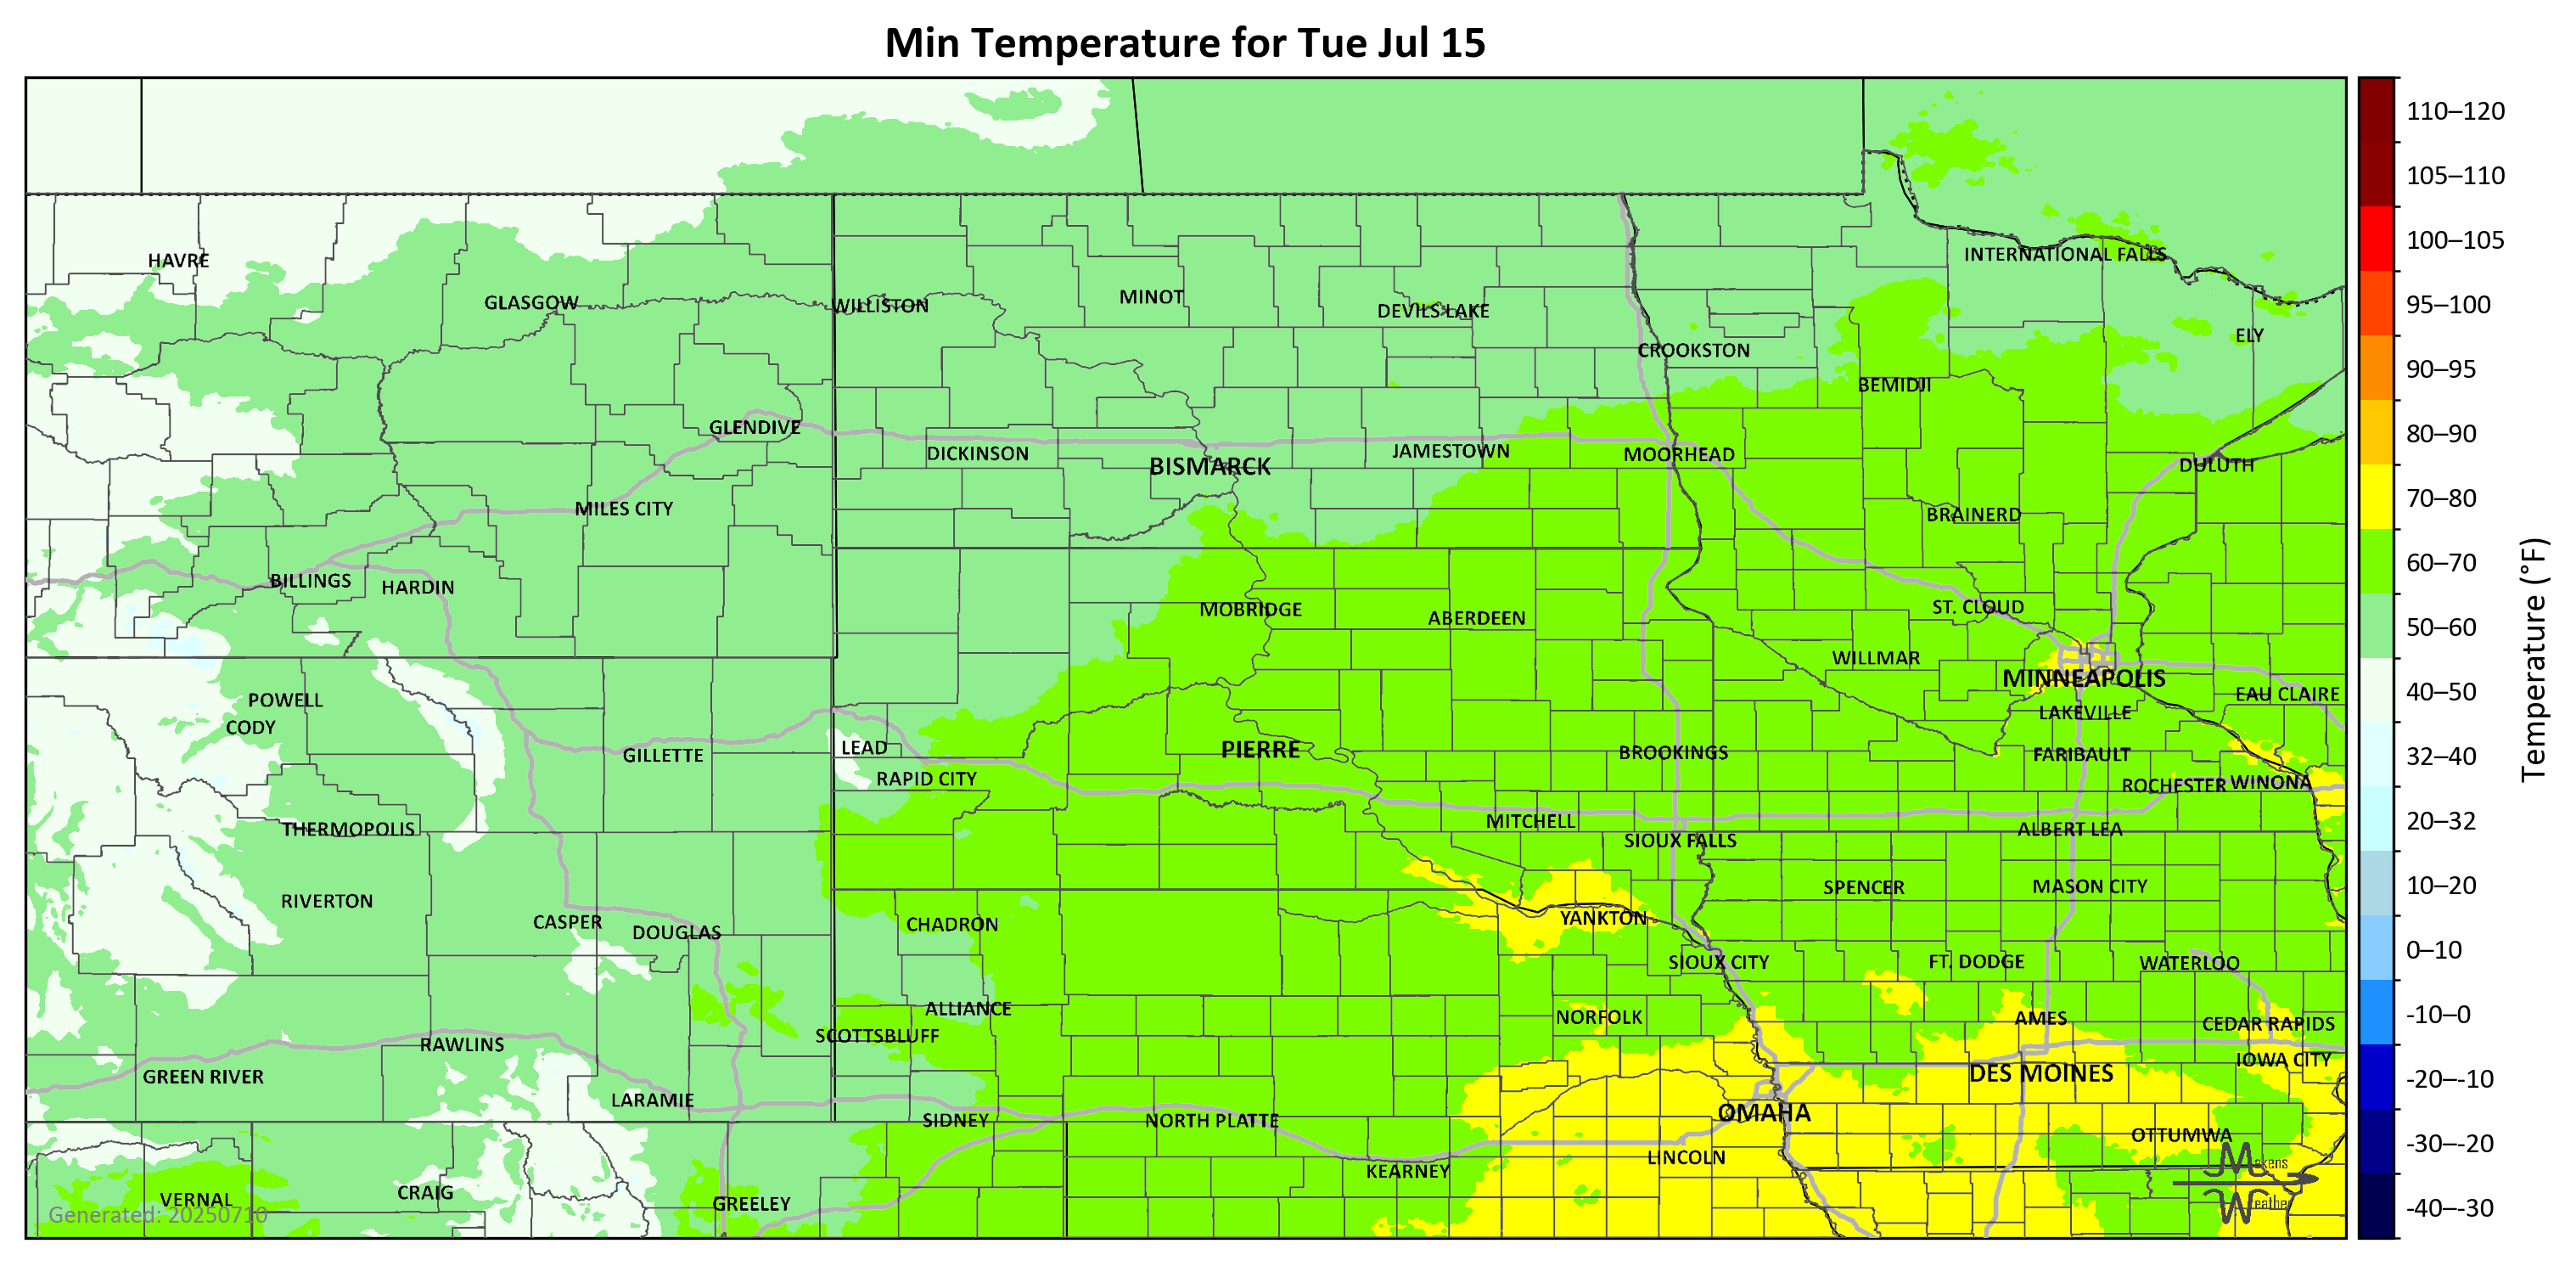 Min Temperature for Tue Jul 15
110–120
105–110
100–105
95–100
90–95
80–90
70–80
60–70
50–60
40–50
32–40
20–32
10–20
0–10
-10–0
-20–-10
-30–-20
-40–-30
Temperature (°F)
HAVRE
GLASGOW
WILLISTON
MINOT
DEVILS LAKE
INTERNATIONAL FALLS
ELY
CROOKSTON
BEMIDJI
GLENDIVE
DICKINSON
BISMARCK
JAMESTOWN
MOORHEAD
DULUTH
MILES CITY
BRAINERD
BILLINGS
HARDIN
MOBRIDGE
ABERDEEN
ST. CLOUD
WILLMAR
MINNEAPOLIS
EAU CLAIRE
POWELL
CODY
LAKEVILLE
GILLETTE
LEAD
RAPID CITY
PIERRE
BROOKINGS
FARIBAULT
ROCHESTER
WINONA
THERMOPOLIS
MITCHELL
SIOUX FALLS
ALBERT LEA
RIVERTON
SPENCER
MASON CITY
CASPER
DOUGLAS
CHADRON
YANKTON
SIOUX CITY
FT. DODGE
WATERLOO
ALLIANCE
NORFOLK
AMES
CEDAR RAPIDS
SCOTTSBLUFF
RAWLINS
IOWA CITY
GREEN RIVER
DES MOINES
LARAMIE
SIDNEY
NORTH PLATTE
OMAHA
OTTUMWA
KEARNEY
LINCOLN
VERNAL
CRAIG
GREELEY
Generated: 20250710
Makens
Weather